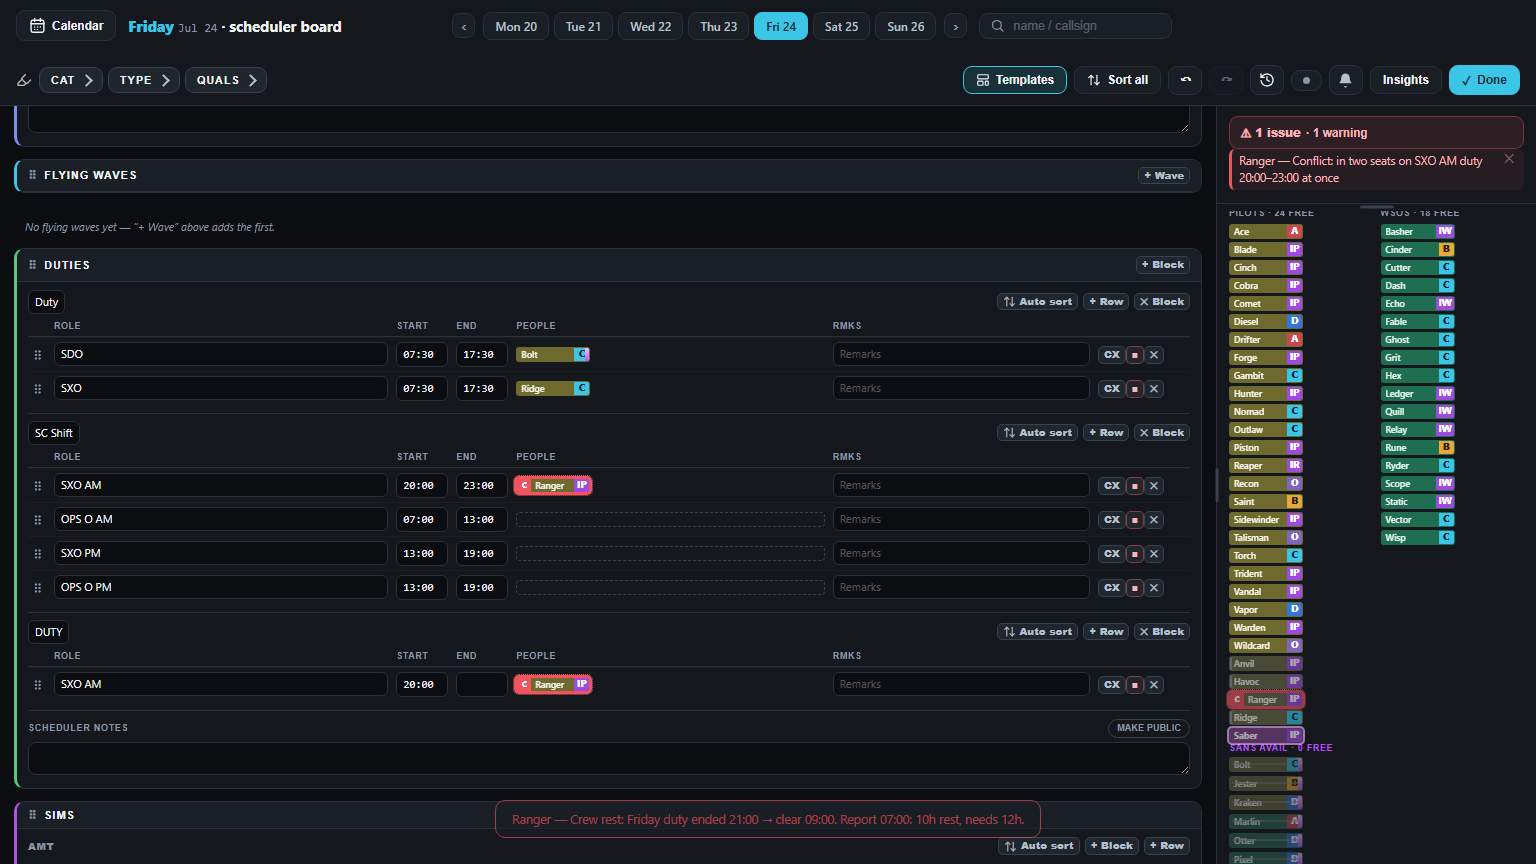 Calendar
Friday Jul 24 · scheduler board
‹
Mon 20
Tue 21
Wed 22
Thu 23
Fri 24
Sat 25
Sun 26
›
name / callsign
CAT
TYPE
QUALS
Templates
Sort all
Insights
✓ Done
FLYING WAVES
+ Wave
No flying waves yet — "+ Wave" above adds the first.
DUTIES
+ Block
Duty
Auto sort
+ Row
✕ Block
ROLE START END PEOPLE RMKS
SDO 07:30 17:30 Bolt C Remarks CX ✕
SXO 07:30 17:30 Ridge C Remarks CX ✕
SC Shift
Auto sort
+ Row
✕ Block
ROLE START END PEOPLE RMKS
SXO AM 20:00 23:00 C Ranger IP Remarks CX ✕
OPS O AM 07:00 13:00 Remarks CX ✕
SXO PM 13:00 19:00 Remarks CX ✕
OPS O PM 13:00 19:00 Remarks CX ✕
DUTY
Auto sort
+ Row
✕ Block
ROLE START END PEOPLE RMKS
SXO AM 20:00 C Ranger IP Remarks CX ✕
SCHEDULER NOTES
MAKE PUBLIC
SIMS
Ranger — Crew rest: Friday duty ended 21:00 → clear 09:00. Report 07:00: 10h rest, needs 12h.
AMT
Auto sort
+ Block
+ Row
⚠ 1 issue · 1 warning
Ranger — Conflict: in two seats on SXO AM duty
20:00–23:00 at once
PILOTS · 24 FREE
Ace A
Blade IP
Cinch IP
Cobra IP
Comet IP
Diesel D
Drifter A
Forge IP
Gambit C
Hunter IP
Nomad C
Outlaw C
Piston IP
Reaper IR
Recon O
Saint B
Sidewinder IP
Talisman O
Torch C
Trident IP
Vandal IP
Vapor D
Warden IP
Wildcard O
Anvil IP
Havoc IP
C Ranger IP
Ridge C
Saber IP
SANS AVAIL · 0 FREE
Bolt C
Jester B
Kraken D
Marlin A
Otter D
Pixel D
WSOS · 18 FREE
Basher IW
Cinder B
Cutter C
Dash C
Echo IW
Fable C
Ghost C
Grit C
Hex C
Ledger IW
Quill IW
Relay IW
Rune B
Ryder C
Scope IW
Static IW
Vector C
Wisp C